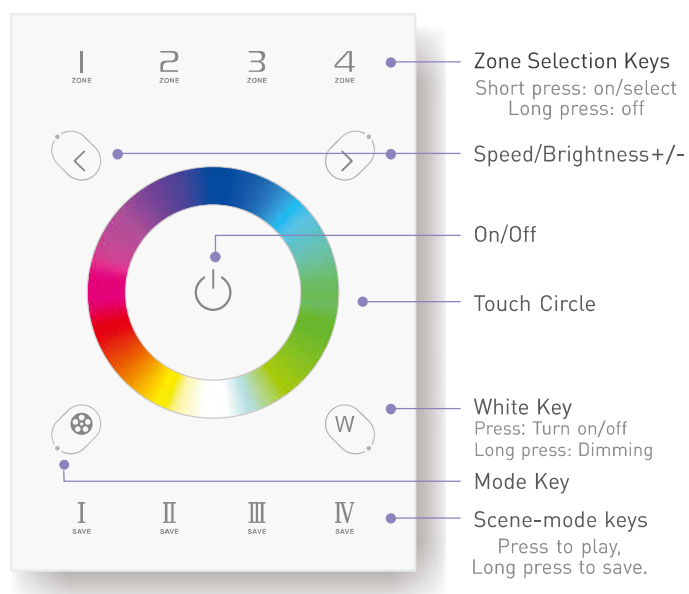 1 2 3 4
ZONE ZONE ZONE ZONE
Zone Selection Keys
Short press: on/select
Long press: off
< >
Speed/Brightness+/-
On/Off
Touch Circle
W
White Key
Press: Turn on/off
Long press: Dimming
Mode Key
I II III IV
SAVE SAVE SAVE SAVE
Scene-mode keys
Press to play,
Long press to save.